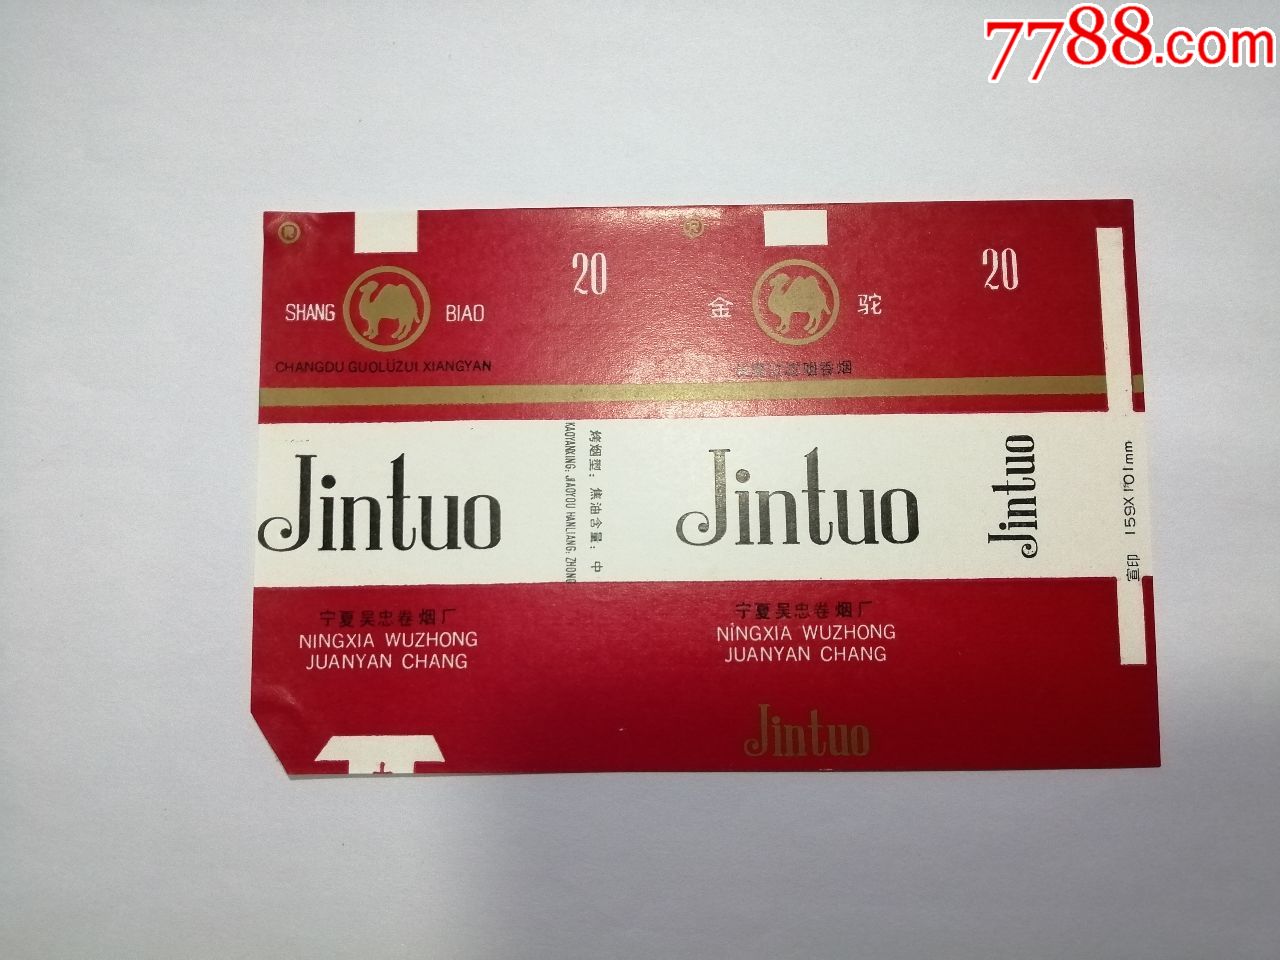 7788.com
®
20
SHANG BIAO
CHANGDU GUOLÜZUI XIANGYAN
Jintuo
宁夏吴忠卷烟厂
NINGXIA WUZHONG
JUANYAN CHANG
烤烟型：焦油含量：中
KAOYANXING: JIAOYOU HANLIANG: ZHONG
®
20
金 驼
Jintuo
宁夏吴忠卷烟厂
NINGXIA WUZHONG
JUANYAN CHANG
Jintuo
Jintuo
宣印 159X101mm